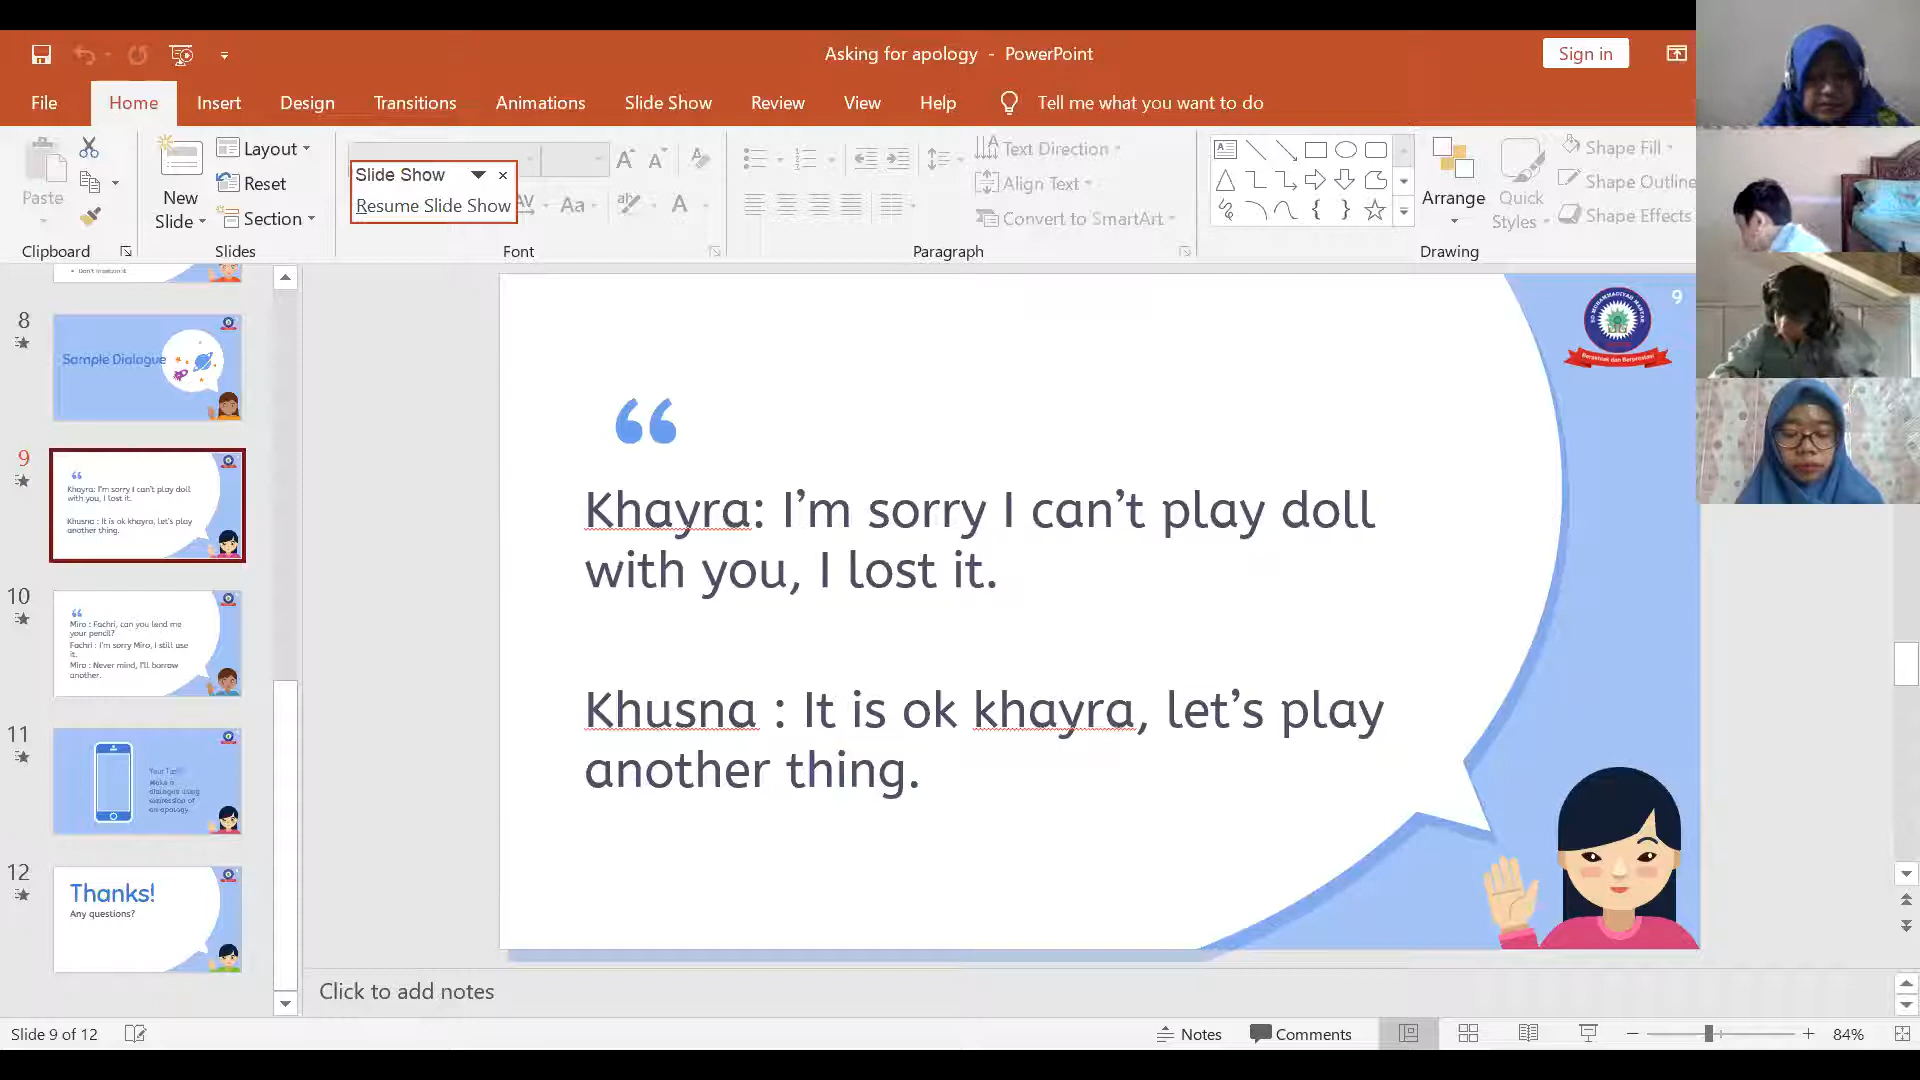 Asking for apology - PowerPoint
Sign in
File Home Insert Design Transitions Animations Slide Show Review View Help Tell me what you want to do
Paste
New Slide
Layout
Reset
Section
Slide Show
Resume Slide Show
Aa
A
Text Direction
Align Text
Convert to SmartArt
Arrange
Quick Styles
Shape Fill
Shape Outline
Shape Effects
Clipboard
Slides
Font
Paragraph
Drawing
8
Sample Dialogue
9
Khayra: I'm sorry I can't play doll
with you, I lost it.
Khusna : It is ok khayra, let's play
another thing.
10
Miro : Fachri, can you lend me
your pencil?
Fachri : I'm sorry Miro, I still use
it.
Miro : Never mind, I'll borrow
another.
11
Make a
dialogue using
expression of
an apology
12
Thanks!
Any questions?
9
SD MUHAMMADIYAH
Berakhlak dan Berprestasi
“
Khayra: I’m sorry I can’t play doll
with you, I lost it.
Khusna : It is ok khayra, let’s play
another thing.
Click to add notes
Slide 9 of 12
Notes
Comments
84%